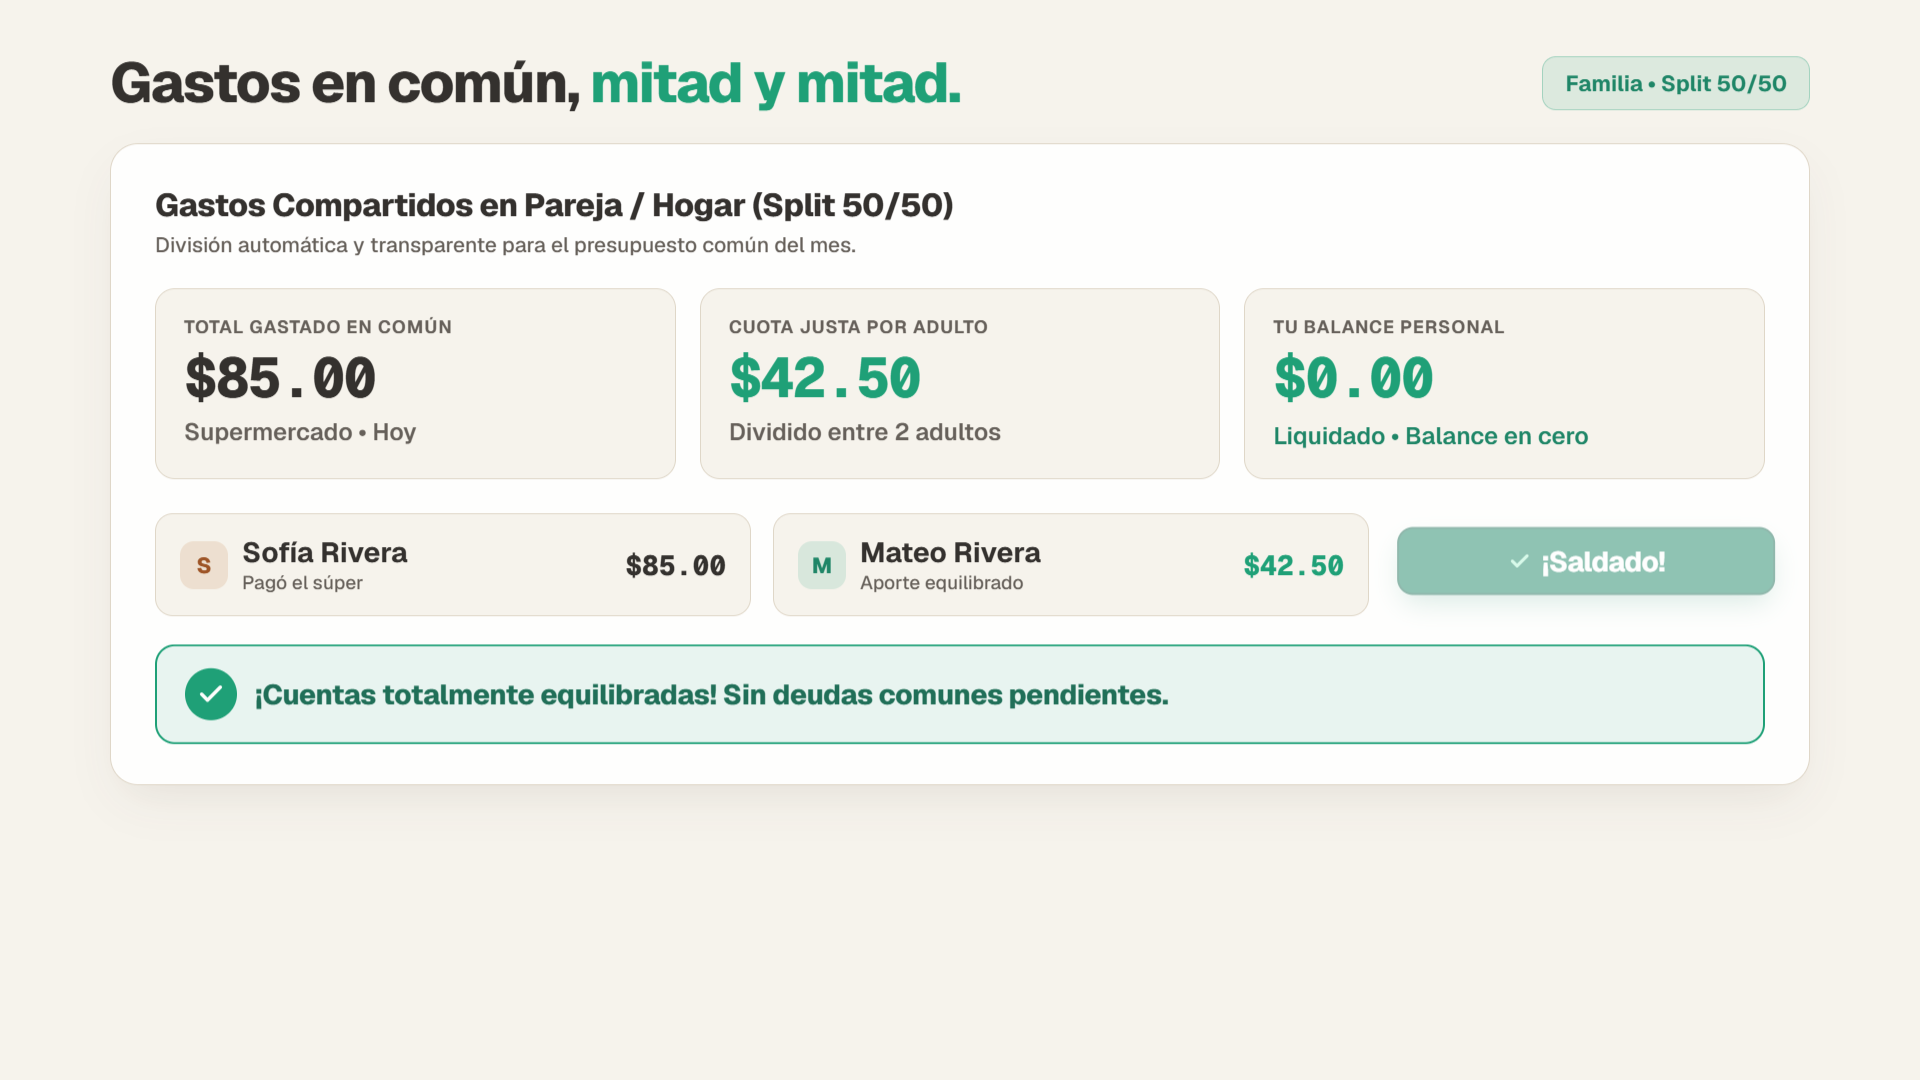 Gastos en común, mitad y mitad.
Familia • Split 50/50
Gastos Compartidos en Pareja / Hogar (Split 50/50)
División automática y transparente para el presupuesto común del mes.
TOTAL GASTADO EN COMÚN
$85.00
Supermercado • Hoy
CUOTA JUSTA POR ADULTO
$42.50
Dividido entre 2 adultos
TU BALANCE PERSONAL
$0.00
Liquidado • Balance en cero
S
Sofía Rivera
Pagó el súper
$85.00
M
Mateo Rivera
Aporte equilibrado
$42.50
✓ ¡Saldado!
¡Cuentas totalmente equilibradas! Sin deudas comunes pendientes.